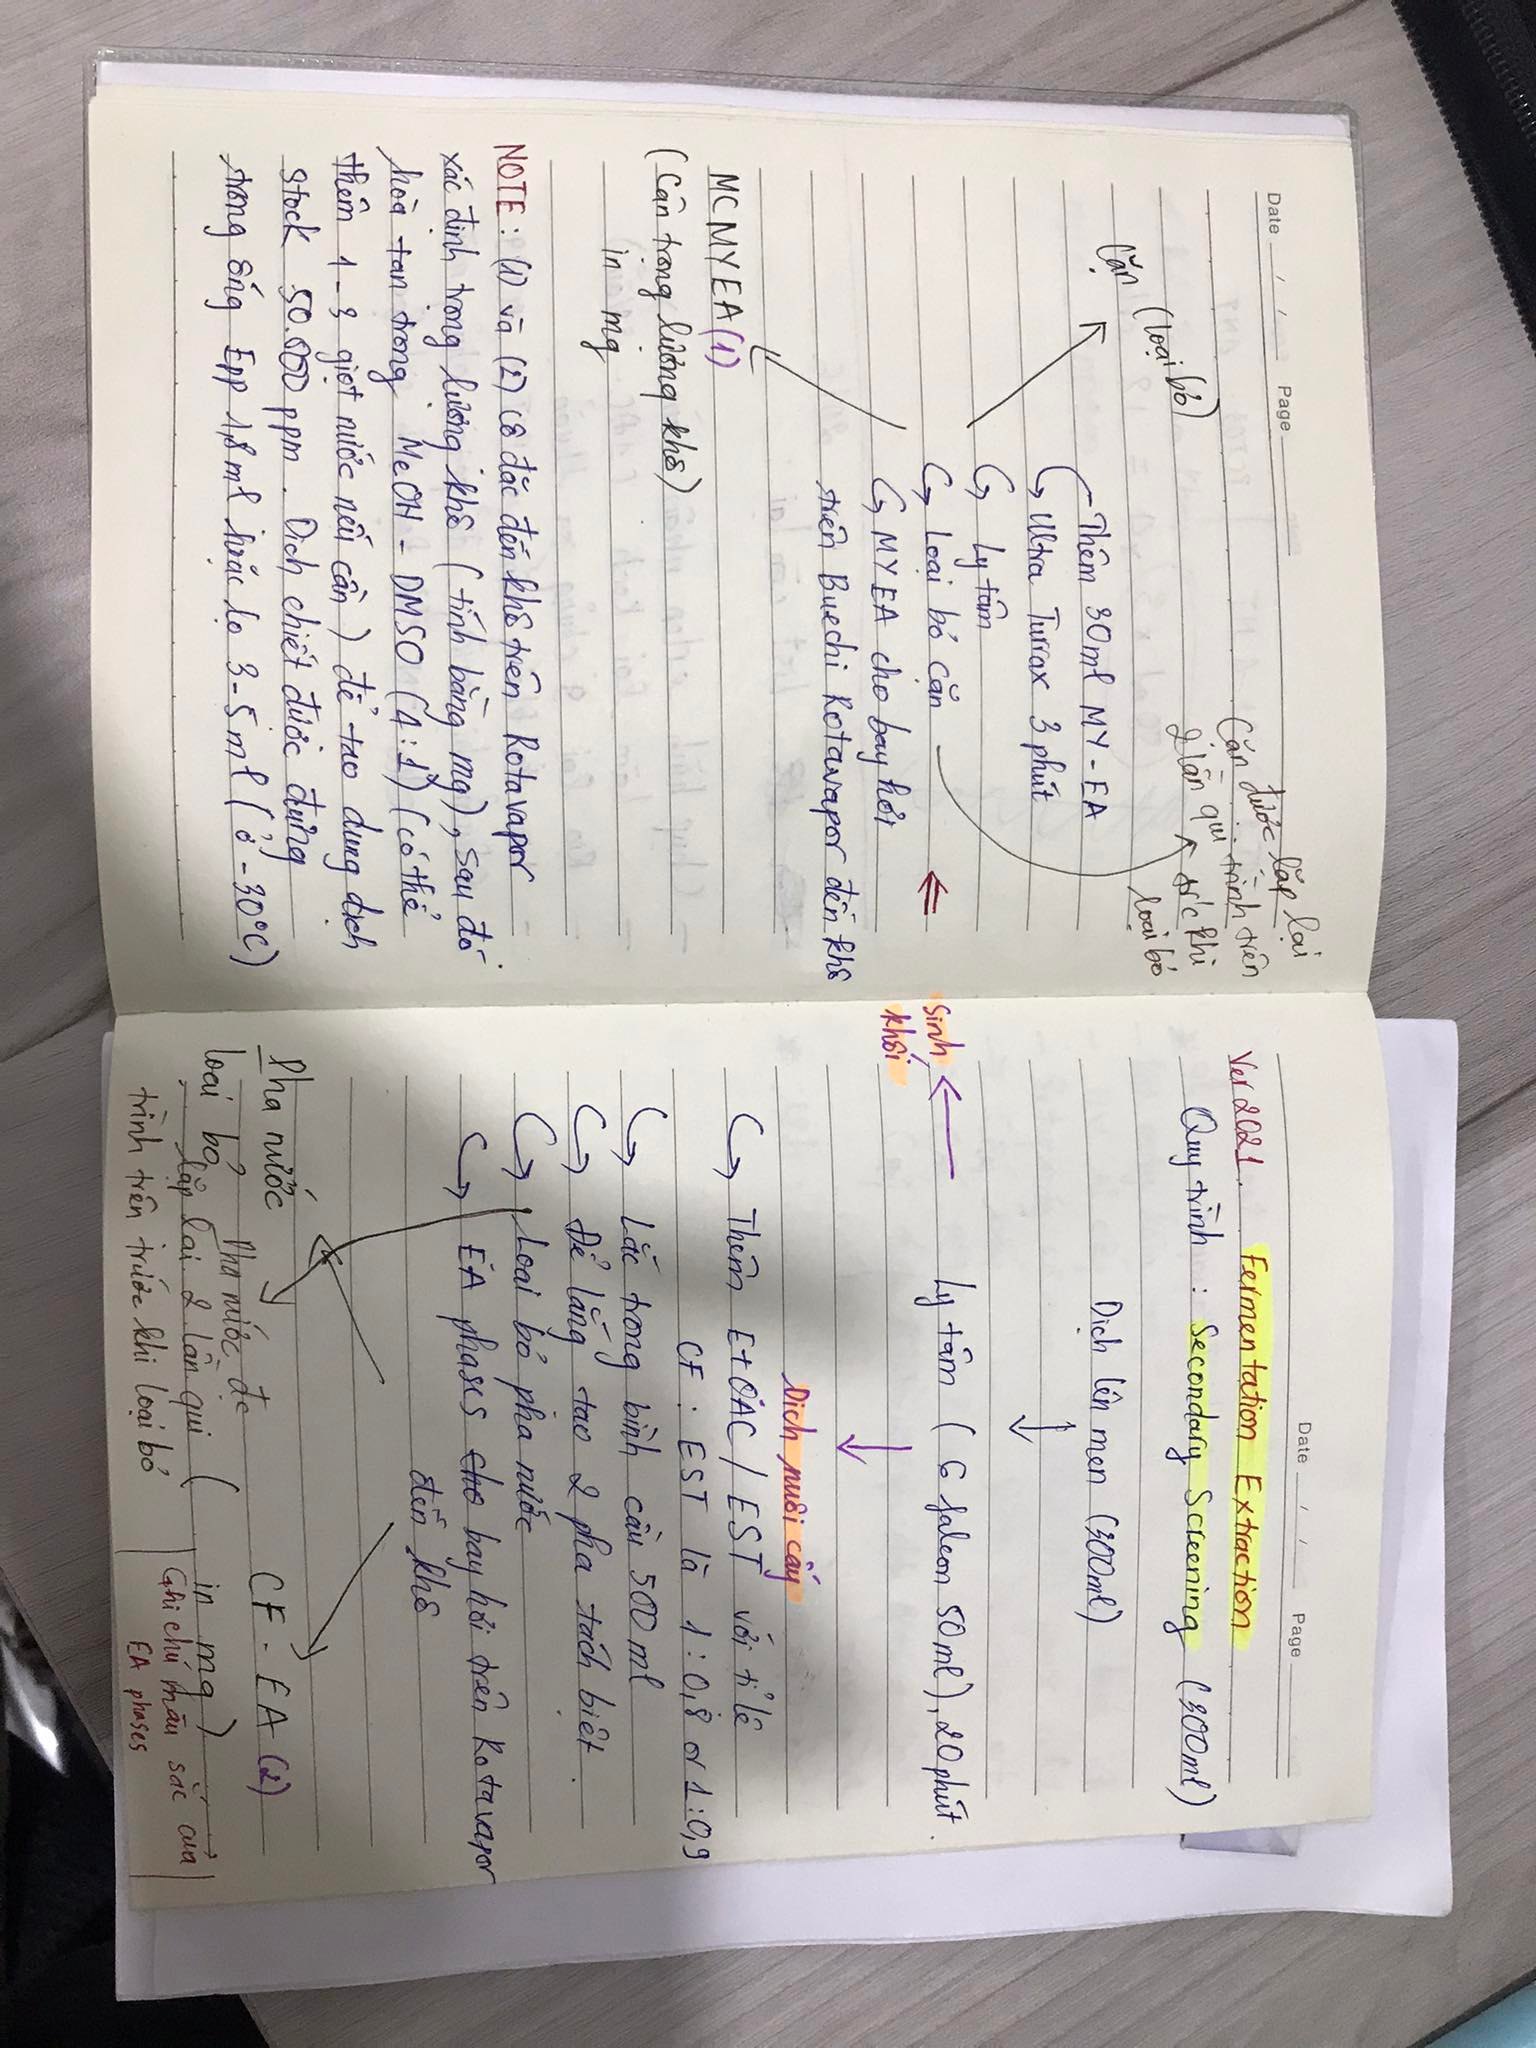 Date / / Page
Cặn được lặp lại
2 lần qui trình trên
trước khi
loại bỏ
Cặn (loại bỏ)
Thêm 30ml MY-EA
Ultra Turrax 3 phút
Ly tâm
Loại bỏ cặn
MYEA cho bay hơi
trên Buechi Rotavapor đến khô
MCMYEA (1)
(Cân trọng lượng khô)
in mg
NOTE: (1) và (2) cô đặc đến khô trên Rotavapor
xác định trọng lượng khô (tính bằng mg), sau đó
hòa tan trong MeOH - DMSO (1:1) (có thể
thêm 1-3 giọt nước nếu cần) để tạo dung dịch
stock 50.000 ppm. Dịch chiết được đựng
trong ống Epp 1,8ml hoặc lọ 3-5ml (ở -30°C)
Date / / Page
Ver 2021. Fermentation Extraction
Quy trình: Secondary Screening (300ml)
Dịch lên men (300ml)
Sinh khối
Ly tâm (6 falcon 50ml), 20 phút.
Dịch nuôi cấy
Thêm EtOAC / EST với tỉ lệ
CF: EST là 1:0,8 or 1:0,9
Lắc trong bình cầu 500ml
Để lắng tạo 2 pha tách biệt.
Loại bỏ pha nước
EA phases cho bay hơi trên Rotavapor
đến khô
Pha nước
loại bỏ
Pha nước đc
lặp lại 2 lần qui
trình trên trước khi loại bỏ
CF-EA (2)
( in mg)
Ghi chú màu sắc của
EA phases